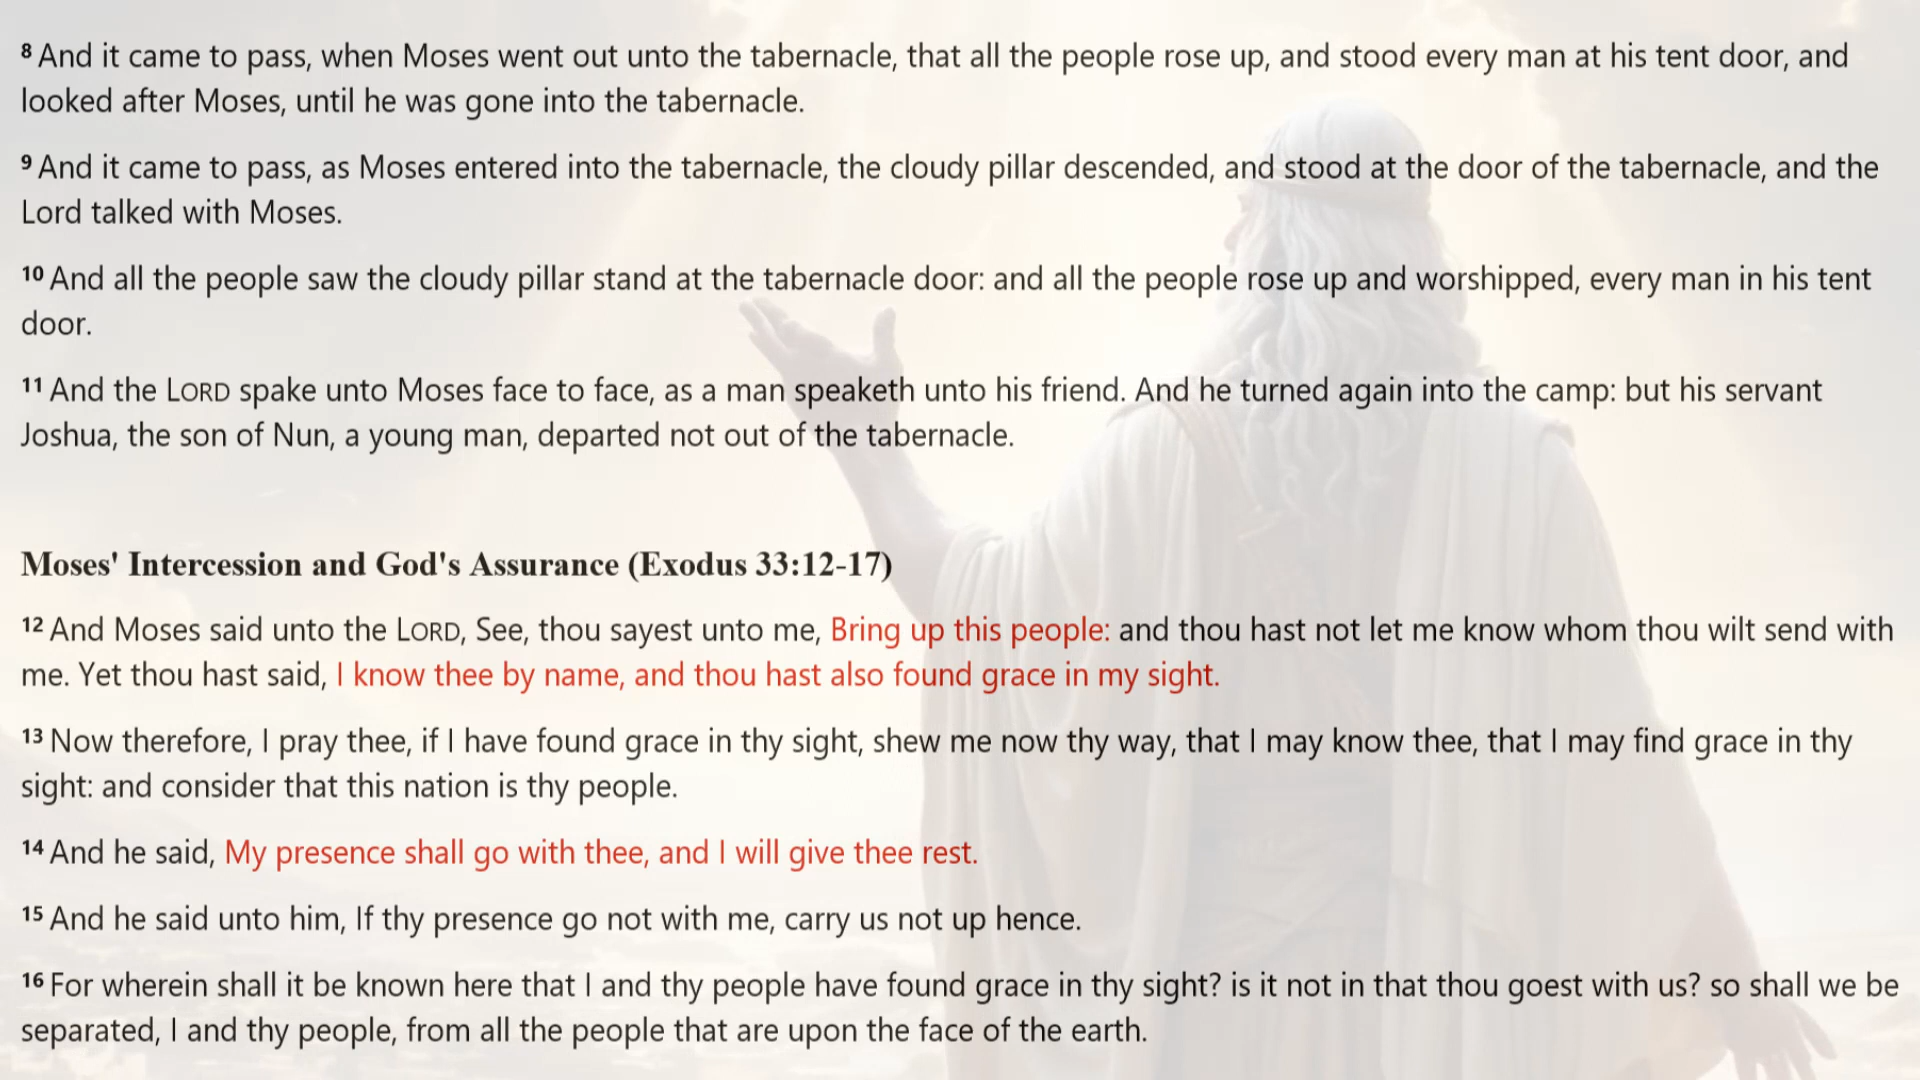 8 And it came to pass, when Moses went out unto the tabernacle, that all the people rose up, and stood every man at his tent door, and
looked after Moses, until he was gone into the tabernacle.
9 And it came to pass, as Moses entered into the tabernacle, the cloudy pillar descended, and stood at the door of the tabernacle, and the
Lord talked with Moses.
10 And all the people saw the cloudy pillar stand at the tabernacle door: and all the people rose up and worshipped, every man in his tent
door.
11 And the LORD spake unto Moses face to face, as a man speaketh unto his friend. And he turned again into the camp: but his servant
Joshua, the son of Nun, a young man, departed not out of the tabernacle.
Moses' Intercession and God's Assurance (Exodus 33:12-17)
12 And Moses said unto the LORD, See, thou sayest unto me, Bring up this people: and thou hast not let me know whom thou wilt send with
me. Yet thou hast said, I know thee by name, and thou hast also found grace in my sight.
13 Now therefore, I pray thee, if I have found grace in thy sight, shew me now thy way, that I may know thee, that I may find grace in thy
sight: and consider that this nation is thy people.
14 And he said, My presence shall go with thee, and I will give thee rest.
15 And he said unto him, If thy presence go not with me, carry us not up hence.
16 For wherein shall it be known here that I and thy people have found grace in thy sight? is it not in that thou goest with us? so shall we be
separated, I and thy people, from all the people that are upon the face of the earth.